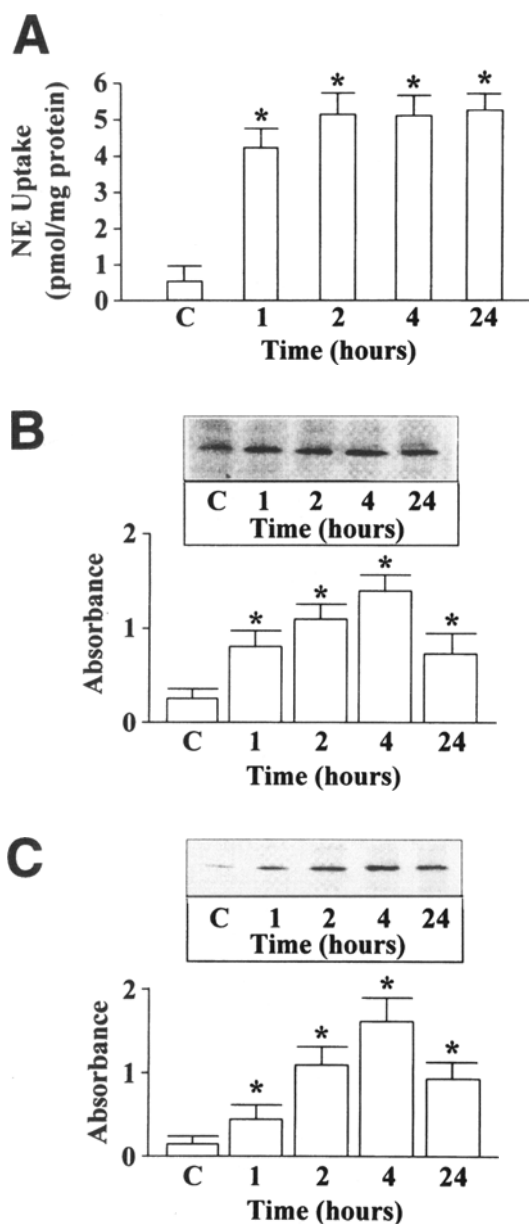 A
NE Uptake
(pmol/mg protein)
6
5
4
3
2
1
0
* * * *
C 1 2 4 24
Time (hours)
B
C 1 2 4 24
Time (hours)
Absorbance
2
1
0
* * * *
C 1 2 4 24
Time (hours)
C
C 1 2 4 24
Time (hours)
Absorbance
2
1
0
* * * *
C 1 2 4 24
Time (hours)